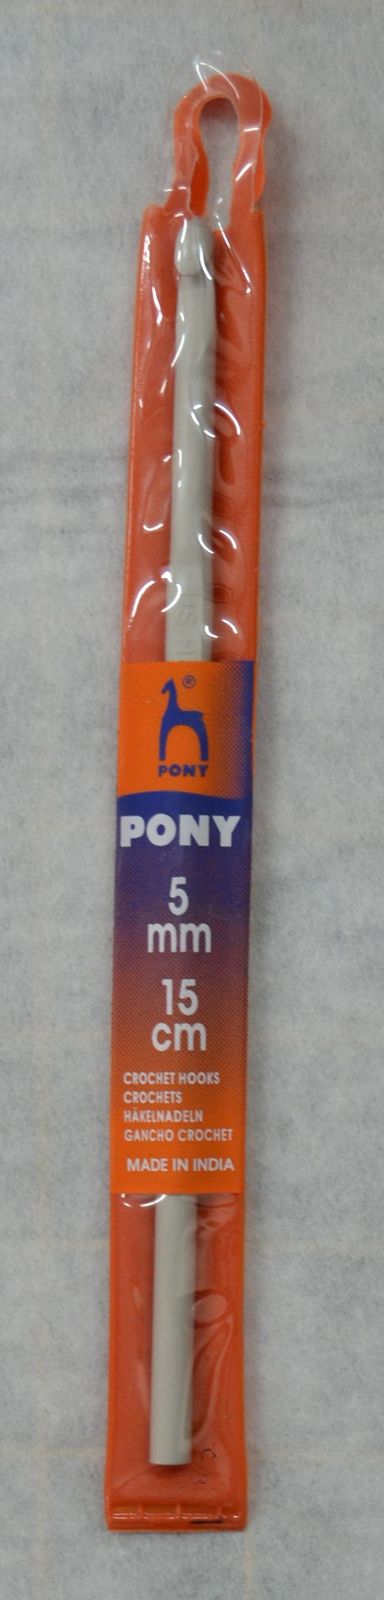 ®
PONY
PONY
5
mm
15
cm
CROCHET HOOKS
CROCHETS
HÄKELNADELN
GANCHO CROCHET
MADE IN INDIA